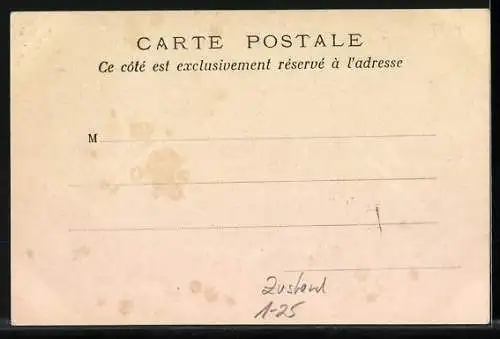 CARTE POSTALE
Ce côté est exclusivement réservé à l'adresse
M
Zustand
1-25